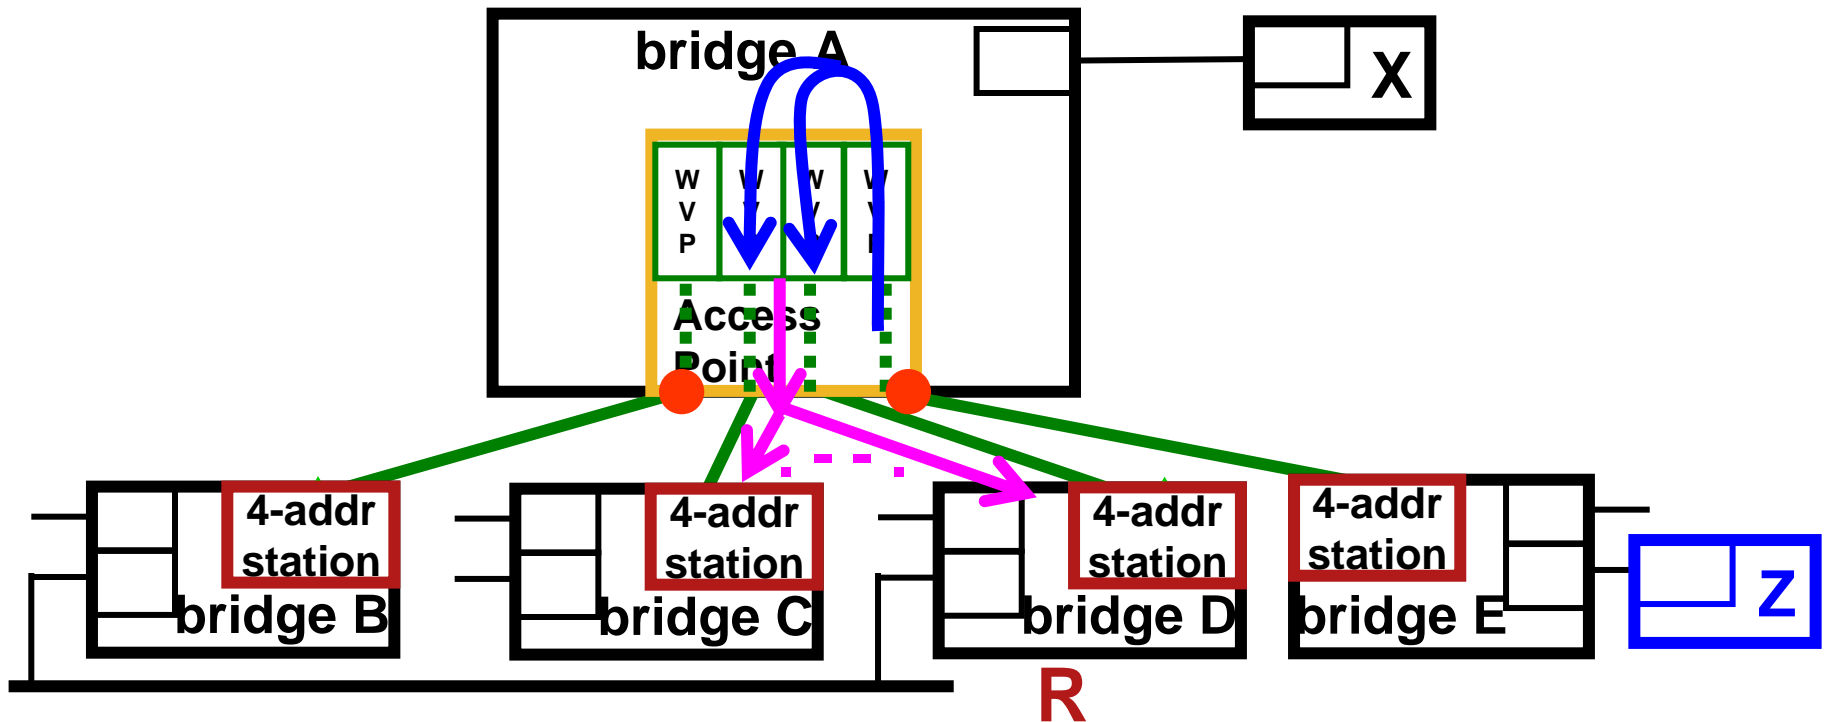 bridge A
X
W W W W
V V V V
P
Access
Point
4-addr
station
bridge B
4-addr
station
bridge C
4-addr
station
bridge D
4-addr
station
bridge E
Z
R